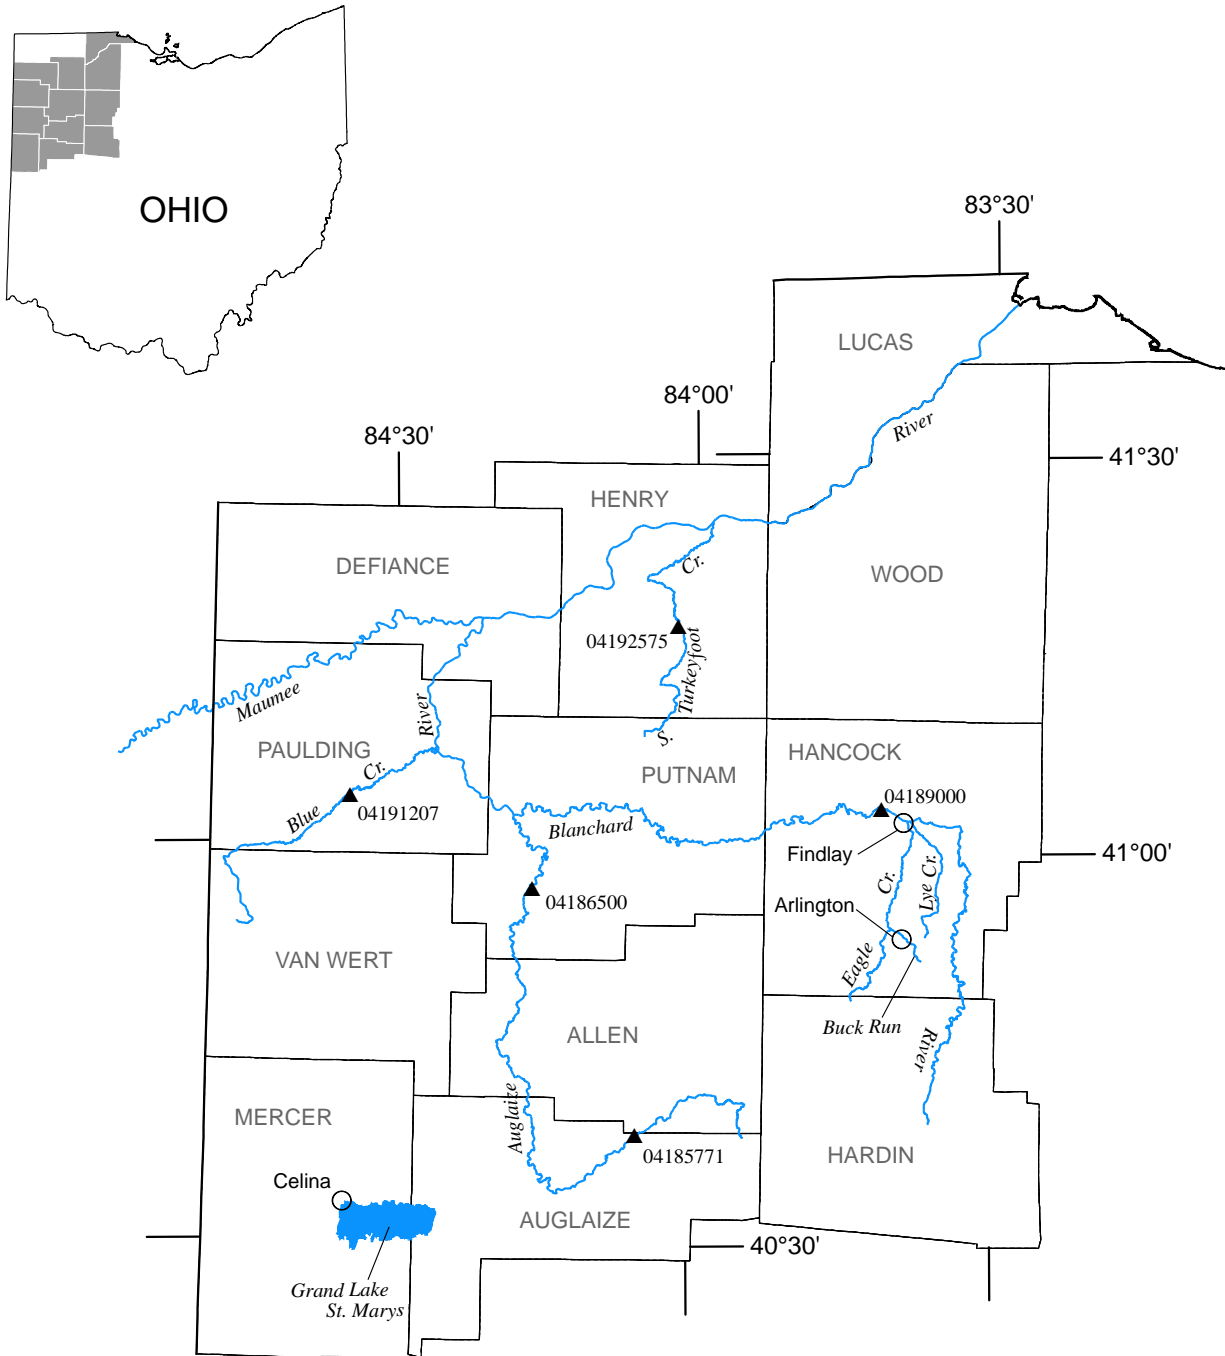 OHIO
83°30'
LUCAS
84°00'
River
84°30'
41°30'
HENRY
DEFIANCE
Cr.
WOOD
04192575
Turkeyfoot
Maumee
River
S.
PAULDING
HANCOCK
Cr.
PUTNAM
04189000
Blue
04191207
Blanchard
Findlay
41°00'
Cr.
Lye Cr.
04186500
Arlington
VAN WERT
Eagle
Buck Run
ALLEN
River
Auglaize
MERCER
04185771
HARDIN
Celina
AUGLAIZE
40°30'
Grand Lake
St. Marys